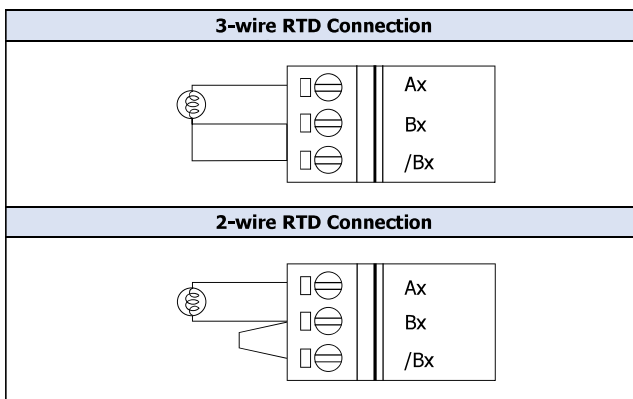 3-wire RTD Connection
Ax
Bx
/Bx
2-wire RTD Connection
Ax
Bx
/Bx